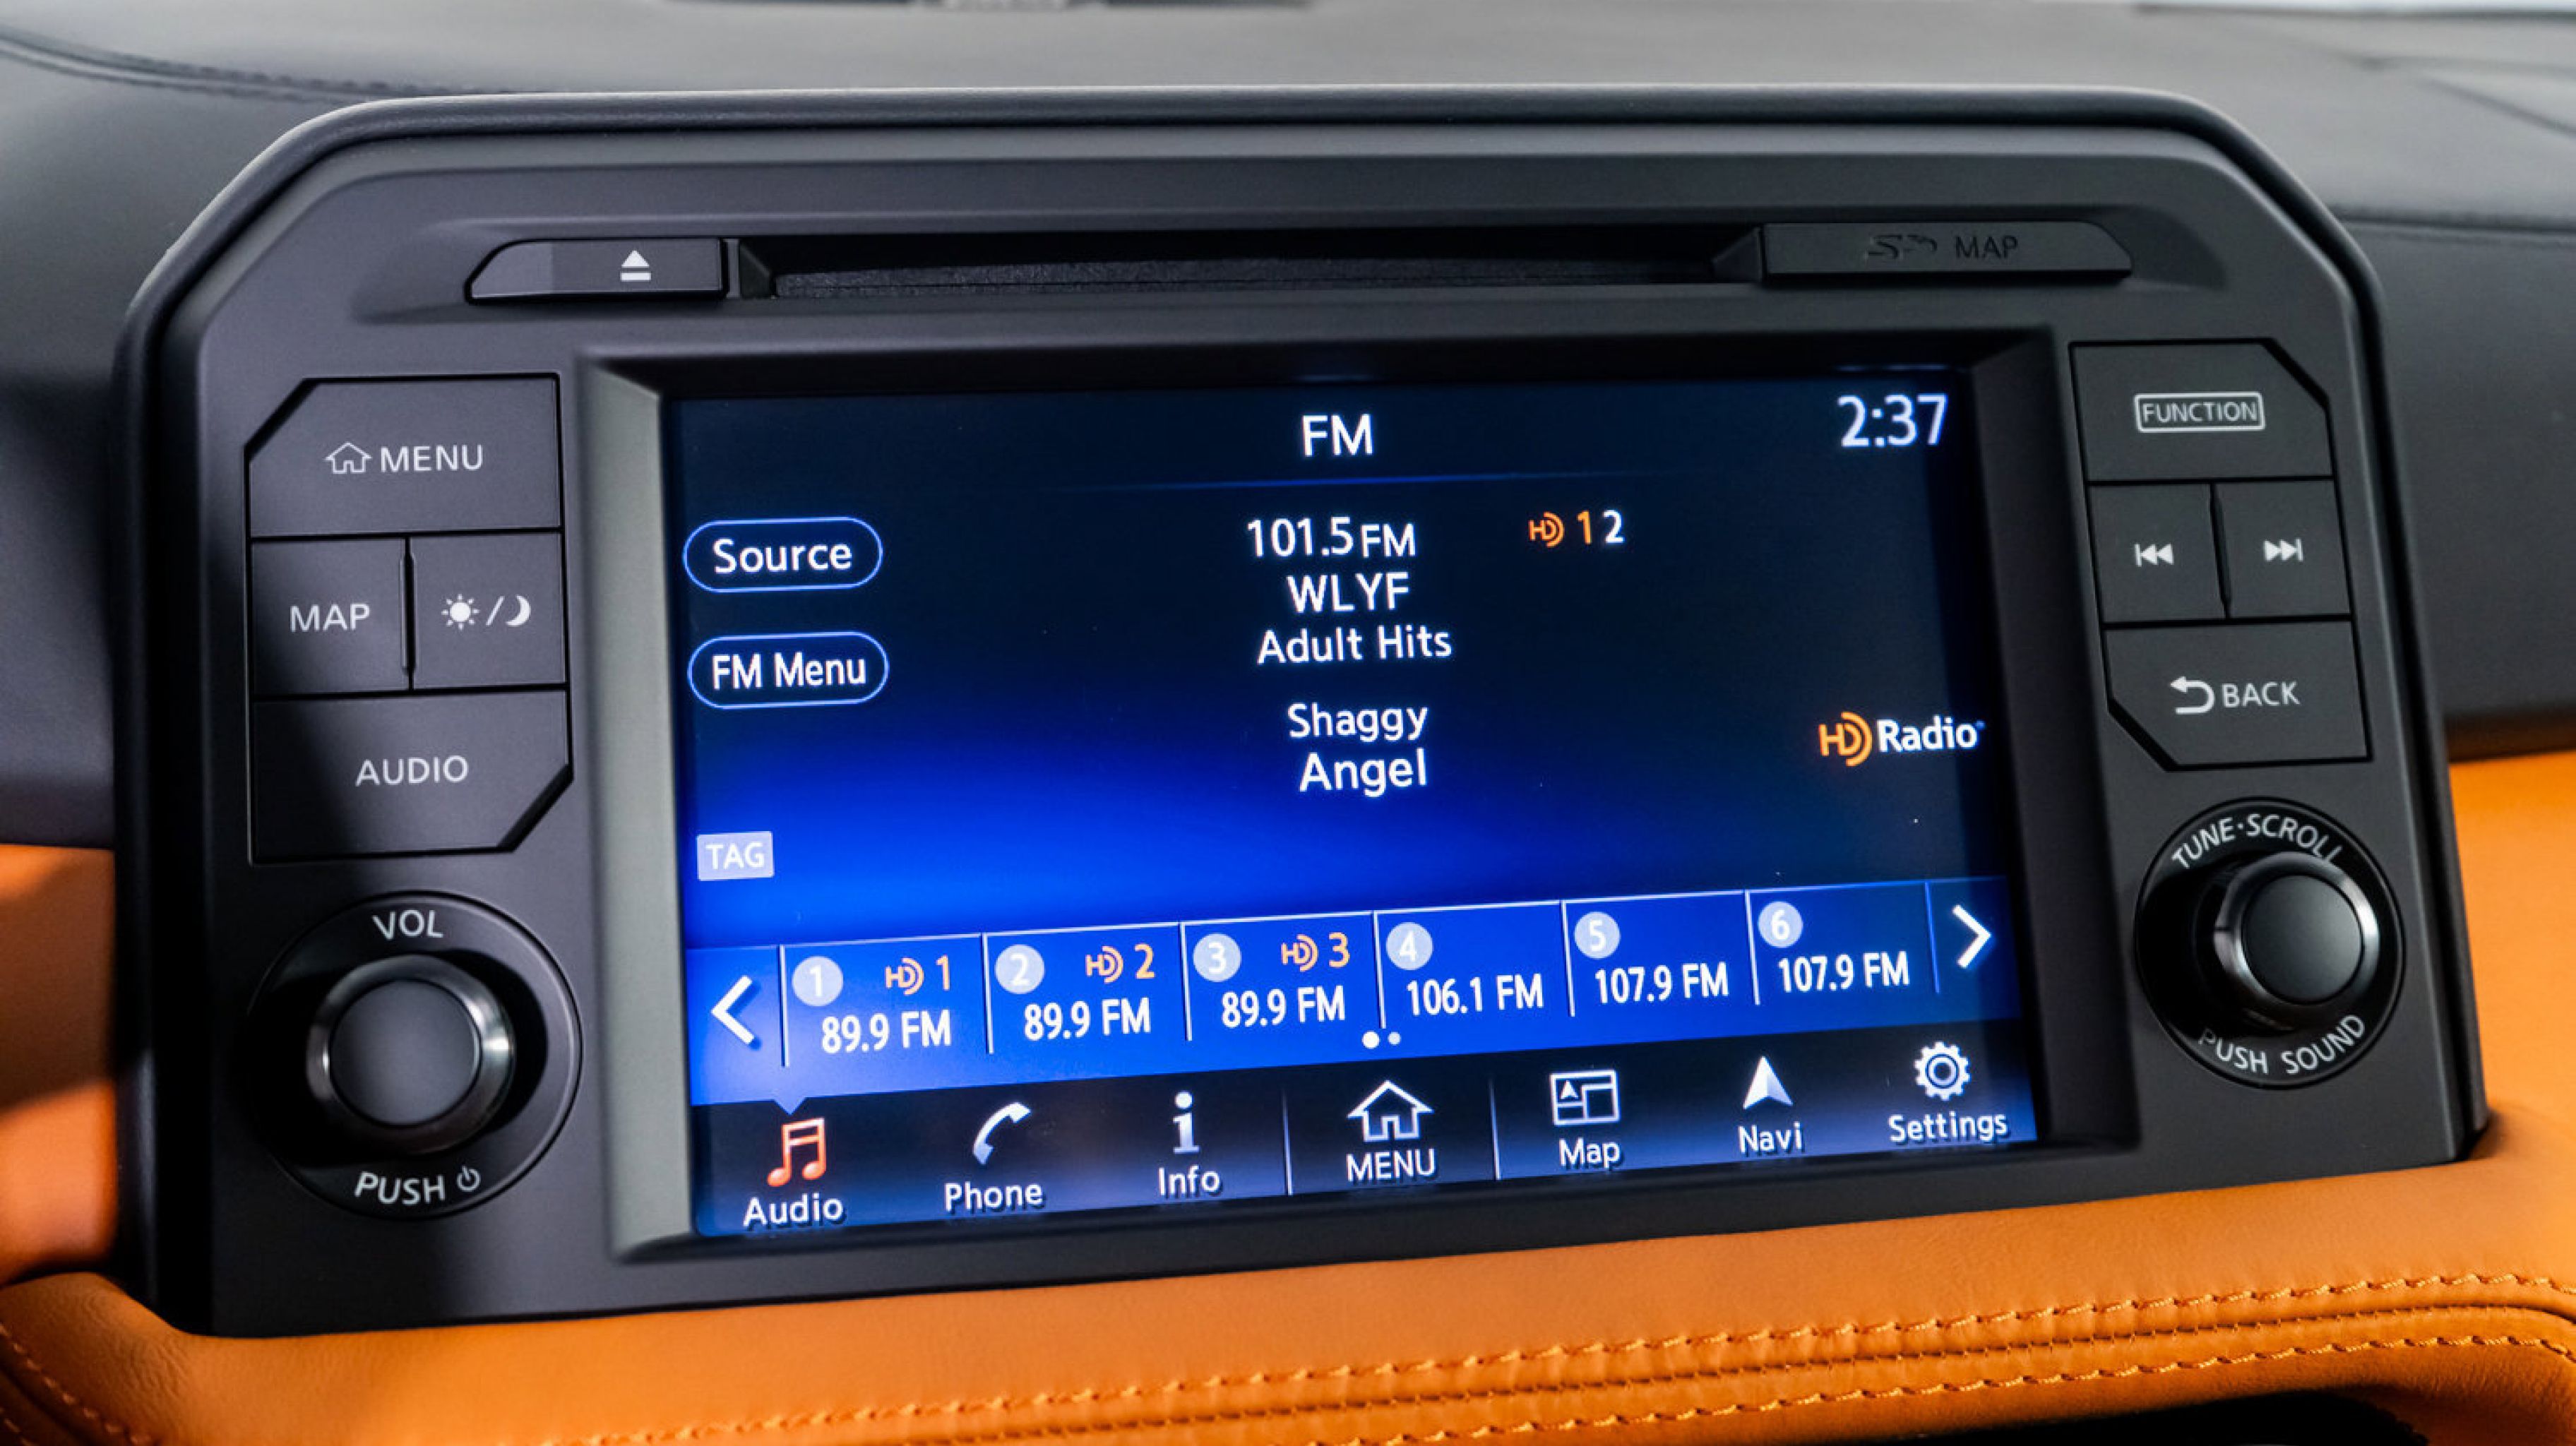 SD MAP
MENU
MAP
/
AUDIO
VOL
PUSH
FM
2:37
Source
101.5 FM
HD 1 2
WLYF
FM Menu
Adult Hits
Shaggy
Angel
HD Radio
TAG
1 HD 1
89.9 FM
2 HD 2
89.9 FM
3 HD 3
89.9 FM
4
106.1 FM
5
107.9 FM
6
107.9 FM
Audio
Phone
i
Info
MENU
Map
Navi
Settings
FUNCTION
BACK
TUNE·SCROLL
PUSH SOUND